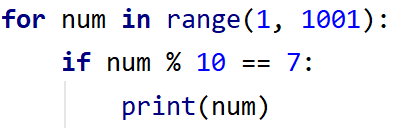 for num in range(1, 1001):
    if num % 10 == 7:
        print(num)